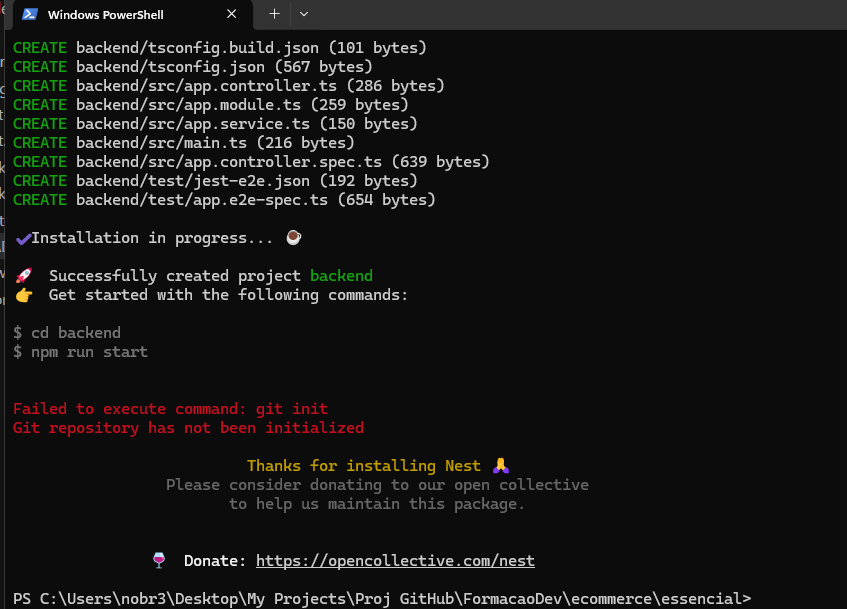 Windows PowerShell
CREATE backend/tsconfig.build.json (101 bytes)
CREATE backend/tsconfig.json (567 bytes)
CREATE backend/src/app.controller.ts (286 bytes)
CREATE backend/src/app.module.ts (259 bytes)
CREATE backend/src/app.service.ts (150 bytes)
CREATE backend/src/main.ts (216 bytes)
CREATE backend/src/app.controller.spec.ts (639 bytes)
CREATE backend/test/jest-e2e.json (192 bytes)
CREATE backend/test/app.e2e-spec.ts (654 bytes)
✔Installation in progress... ☕
🚀 Successfully created project backend
👉 Get started with the following commands:
$ cd backend
$ npm run start
Failed to execute command: git init
Git repository has not been initialized
Thanks for installing Nest 🙏
Please consider donating to our open collective
to help us maintain this package.
🍷 Donate: https://opencollective.com/nest
PS C:\Users\nobr3\Desktop\My Projects\Proj GitHub\FormacaoDev\ecommerce\essencial>